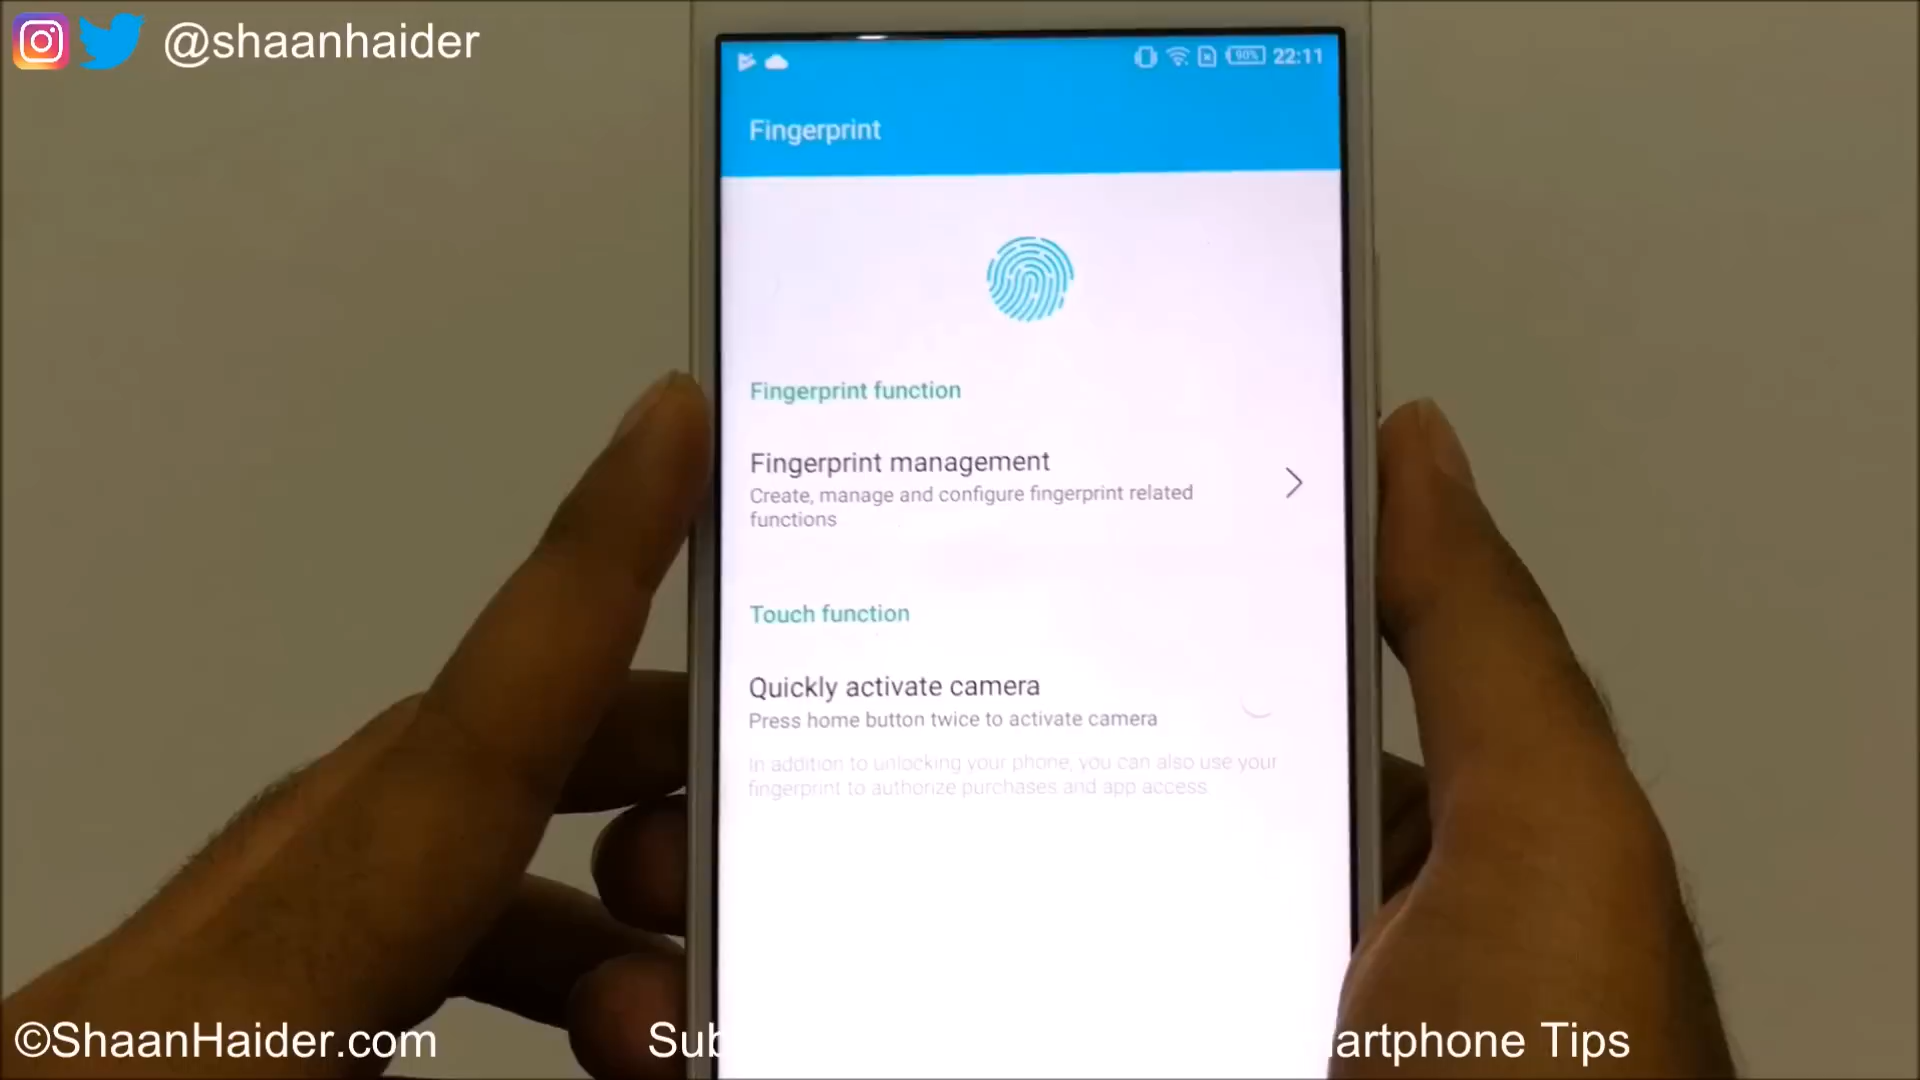 @shaanhaider
90% 22:11
Fingerprint
Fingerprint function
Fingerprint management
Create, manage and configure fingerprint related
functions
Touch function
Quickly activate camera
Press home button twice to activate camera
In addition to unlocking your phone, you can also use your
fingerprint to authorize purchases and app access.
©ShaanHaider.com
Sub artphone Tips